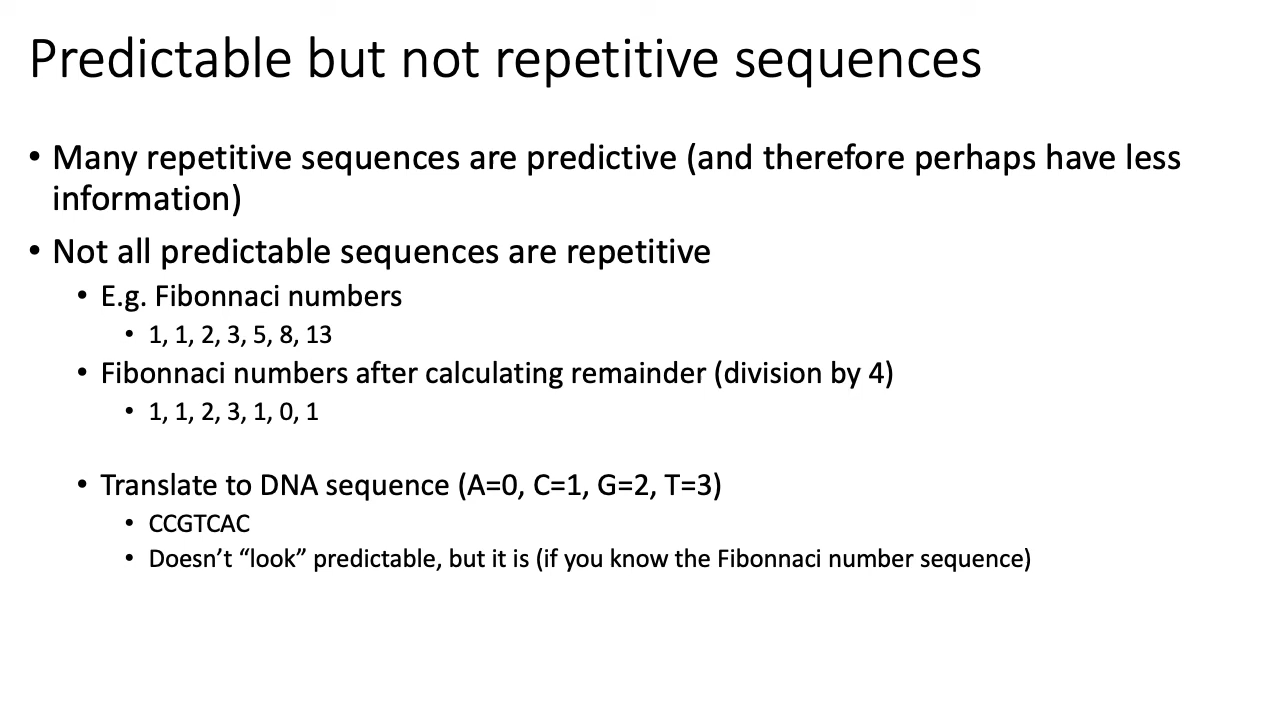 Predictable but not repetitive sequences
• Many repetitive sequences are predictive (and therefore perhaps have less
information)
• Not all predictable sequences are repetitive
• E.g. Fibonnaci numbers
• 1, 1, 2, 3, 5, 8, 13
• Fibonnaci numbers after calculating remainder (division by 4)
• 1, 1, 2, 3, 1, 0, 1
• Translate to DNA sequence (A=0, C=1, G=2, T=3)
• CCGTCAC
• Doesn’t “look” predictable, but it is (if you know the Fibonnaci number sequence)